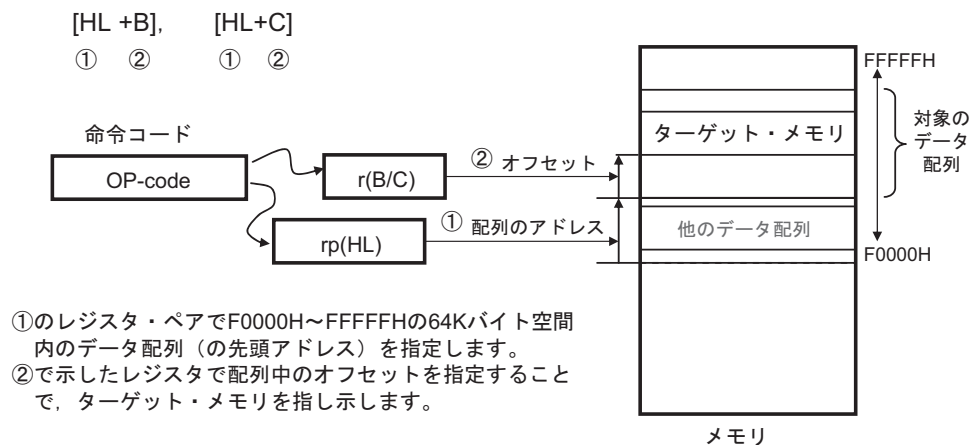 [HL +B],　[HL+C]
①　②　①　②
FFFFFH
命令コード
OP-code
r(B/C)
② オフセット
ターゲット・メモリ
対象の
データ
配列
rp(HL)
① 配列のアドレス
他のデータ配列
F0000H
①のレジスタ・ペアでF0000H～FFFFFHの64Kバイト空間
内のデータ配列（の先頭アドレス）を指定します。
②で示したレジスタで配列中のオフセットを指定すること
で，ターゲット・メモリを指し示します。
メモリ